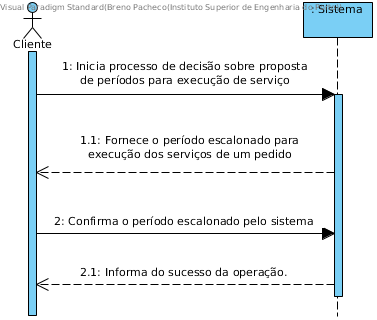 Visual Paradigm Standard(Breno Pacheco(Instituto Superior de Engenharia do
: Sistema
Cliente
1: Inicia processo de decisão sobre proposta
de períodos para execução de serviço
1.1: Fornece o período escalonado para
execução dos serviços de um pedido
2: Confirma o período escalonado pelo sistema
2.1: Informa do sucesso da operação.